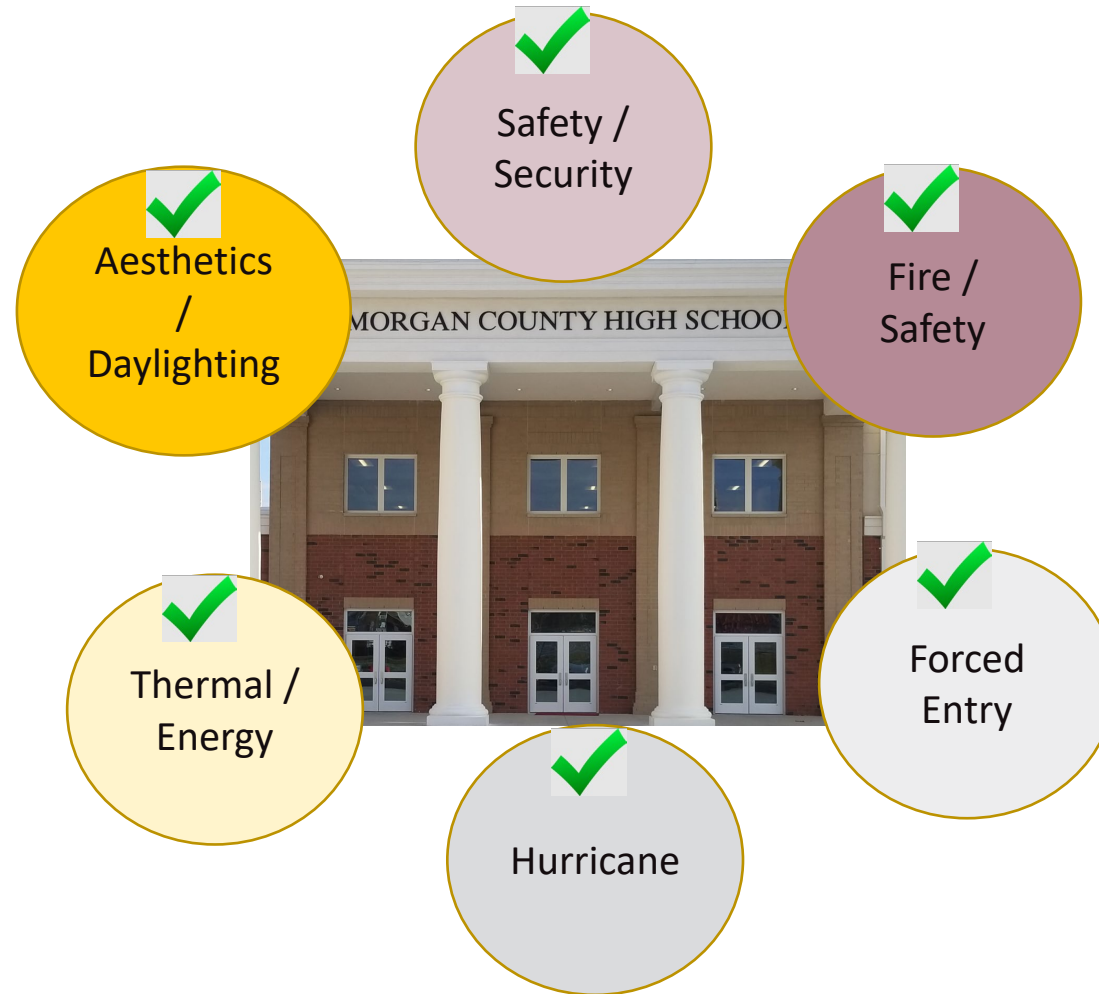 Safety /
Security
Aesthetics
/
Daylighting
Fire /
Safety
MORGAN COUNTY HIGH SCHOOL
Thermal /
Energy
Forced
Entry
Hurricane